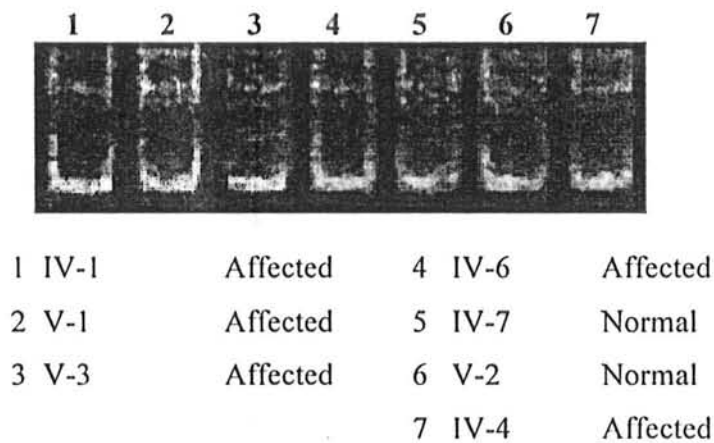 1 2 3 4 5 6 7
1 IV-1 Affected 4 IV-6 Affected
2 V-1 Affected 5 IV-7 Normal
3 V-3 Affected 6 V-2 Normal
7 IV-4 Affected